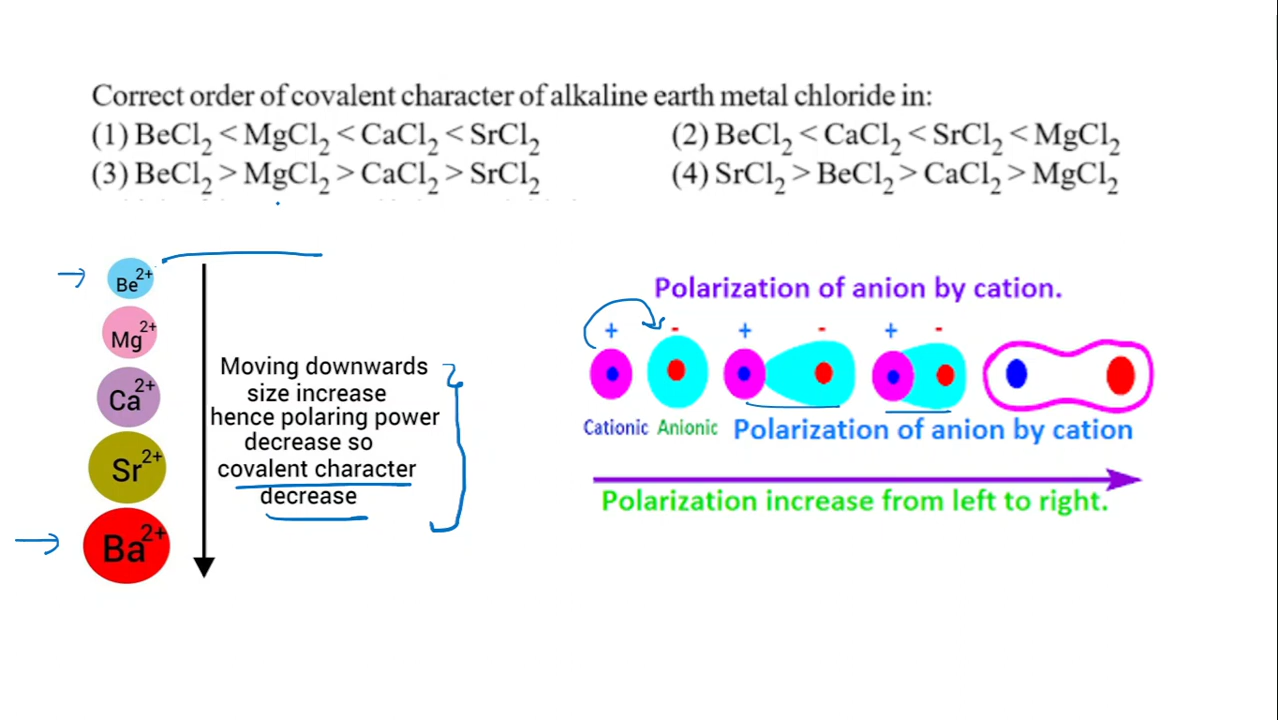 Correct order of covalent character of alkaline earth metal chloride in:
(1) BeCl₂ < MgCl₂ < CaCl₂ < SrCl₂
(2) BeCl₂ < CaCl₂ < SrCl₂ < MgCl₂
(3) BeCl₂ > MgCl₂ > CaCl₂ > SrCl₂
(4) SrCl₂ > BeCl₂ > CaCl₂ > MgCl₂
Be²⁺
Mg²⁺
Ca²⁺
Sr²⁺
Ba²⁺
Moving downwards
size increase
hence polaring power
decrease so
covalent character
decrease
Polarization of anion by cation.
+ - + - + -
Cationic Anionic
Polarization of anion by cation
Polarization increase from left to right.